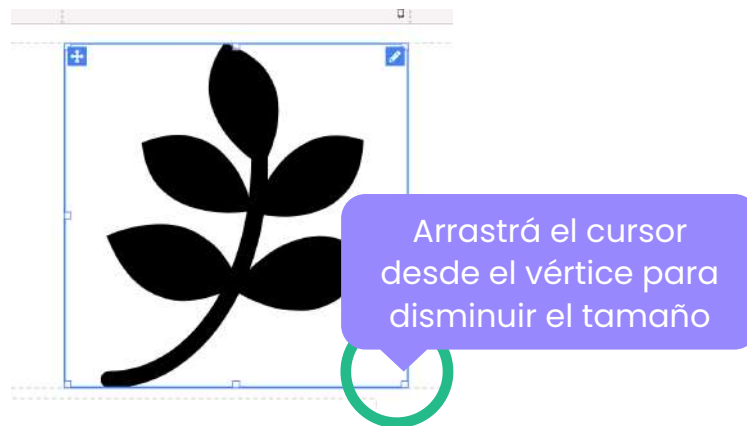 Arrastrá el cursor
desde el vértice para
disminuir el tamaño